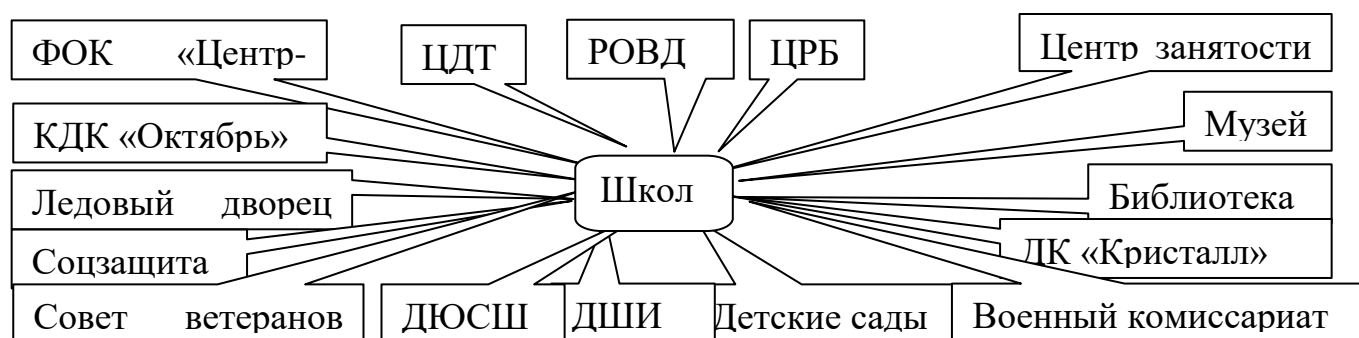 ФОК «Центр-
ЦДТ
РОВД
ЦРБ
Центр занятости
КДК «Октябрь»
Музей
Школ
Ледовый дворец
Библиотека
Соцзащита
ДК «Кристалл»
Совет ветеранов
ДЮСШ
ДШИ
Детские сады
Военный комиссариат